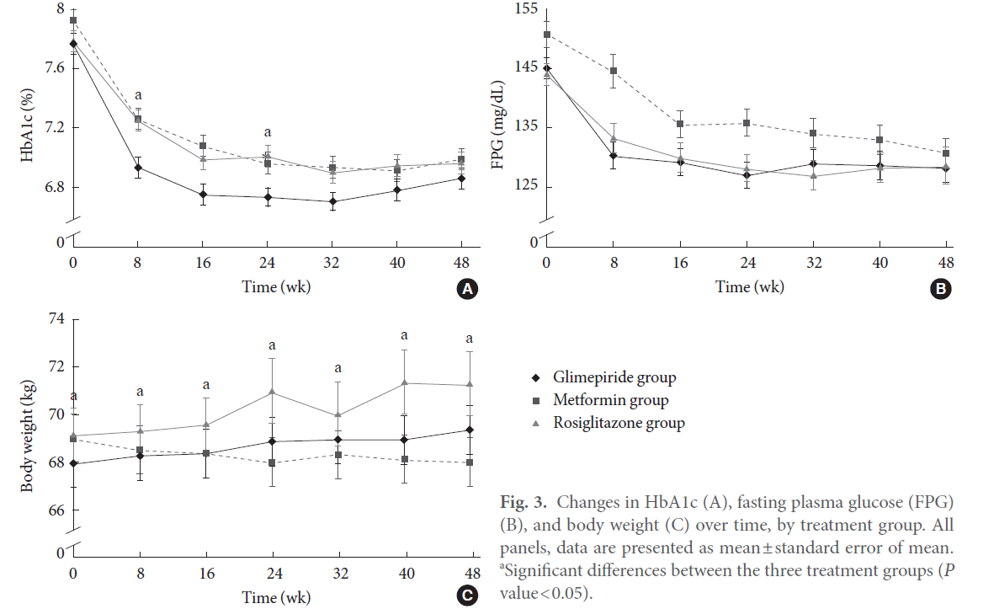 8
7.6
7.2
6.8
0
HbA1c (%)
a
a
0 8 16 24 32 40 48
Time (wk)
A
155
145
135
125
0
FPG (mg/dL)
0 8 16 24 32 40 48
Time (wk)
B
74
72
70
68
66
0
Body weight (kg)
a
a
a
a
a
a
a
0 8 16 24 32 40 48
Time (wk)
C
Glimepiride group
Metformin group
Rosiglitazone group
Fig. 3. Changes in HbA1c (A), fasting plasma glucose (FPG)
(B), and body weight (C) over time, by treatment group. All
panels, data are presented as mean±standard error of mean.
ᵃSignificant differences between the three treatment groups (P
value<0.05).